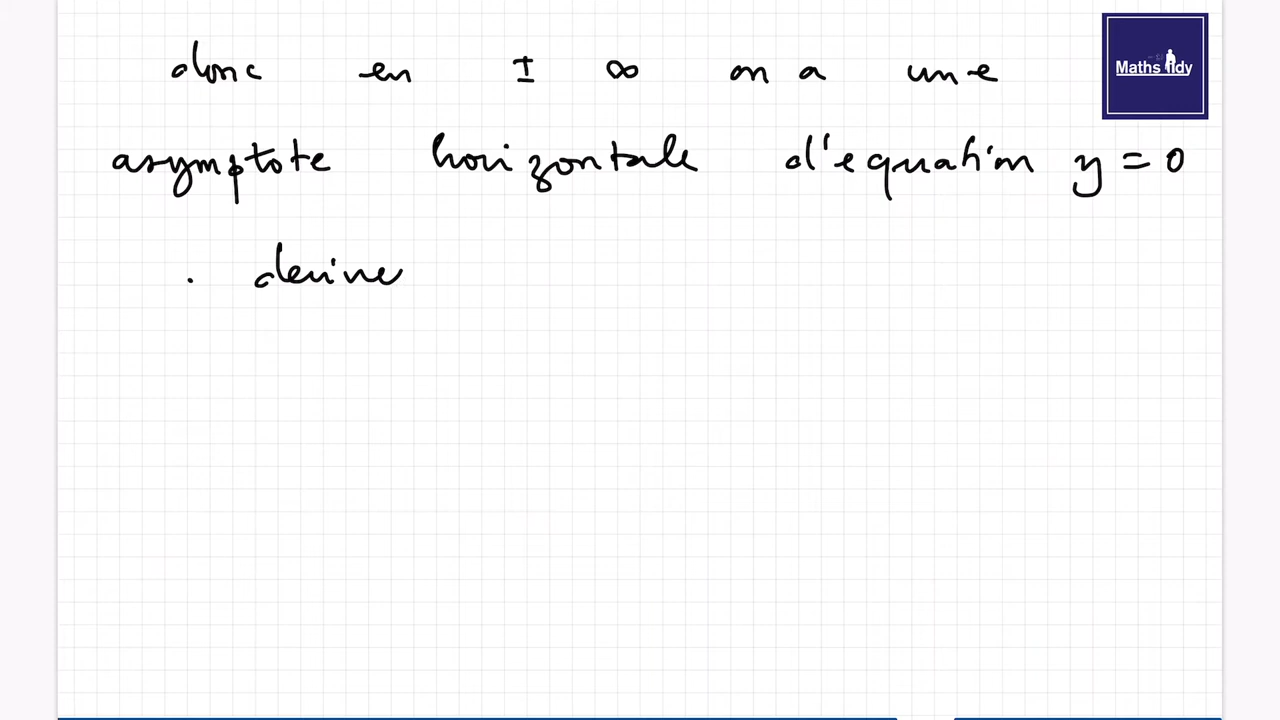 donc en ± ∞ on a une
Maths Idy
asymptote horizontale d'equation y = 0
. derive